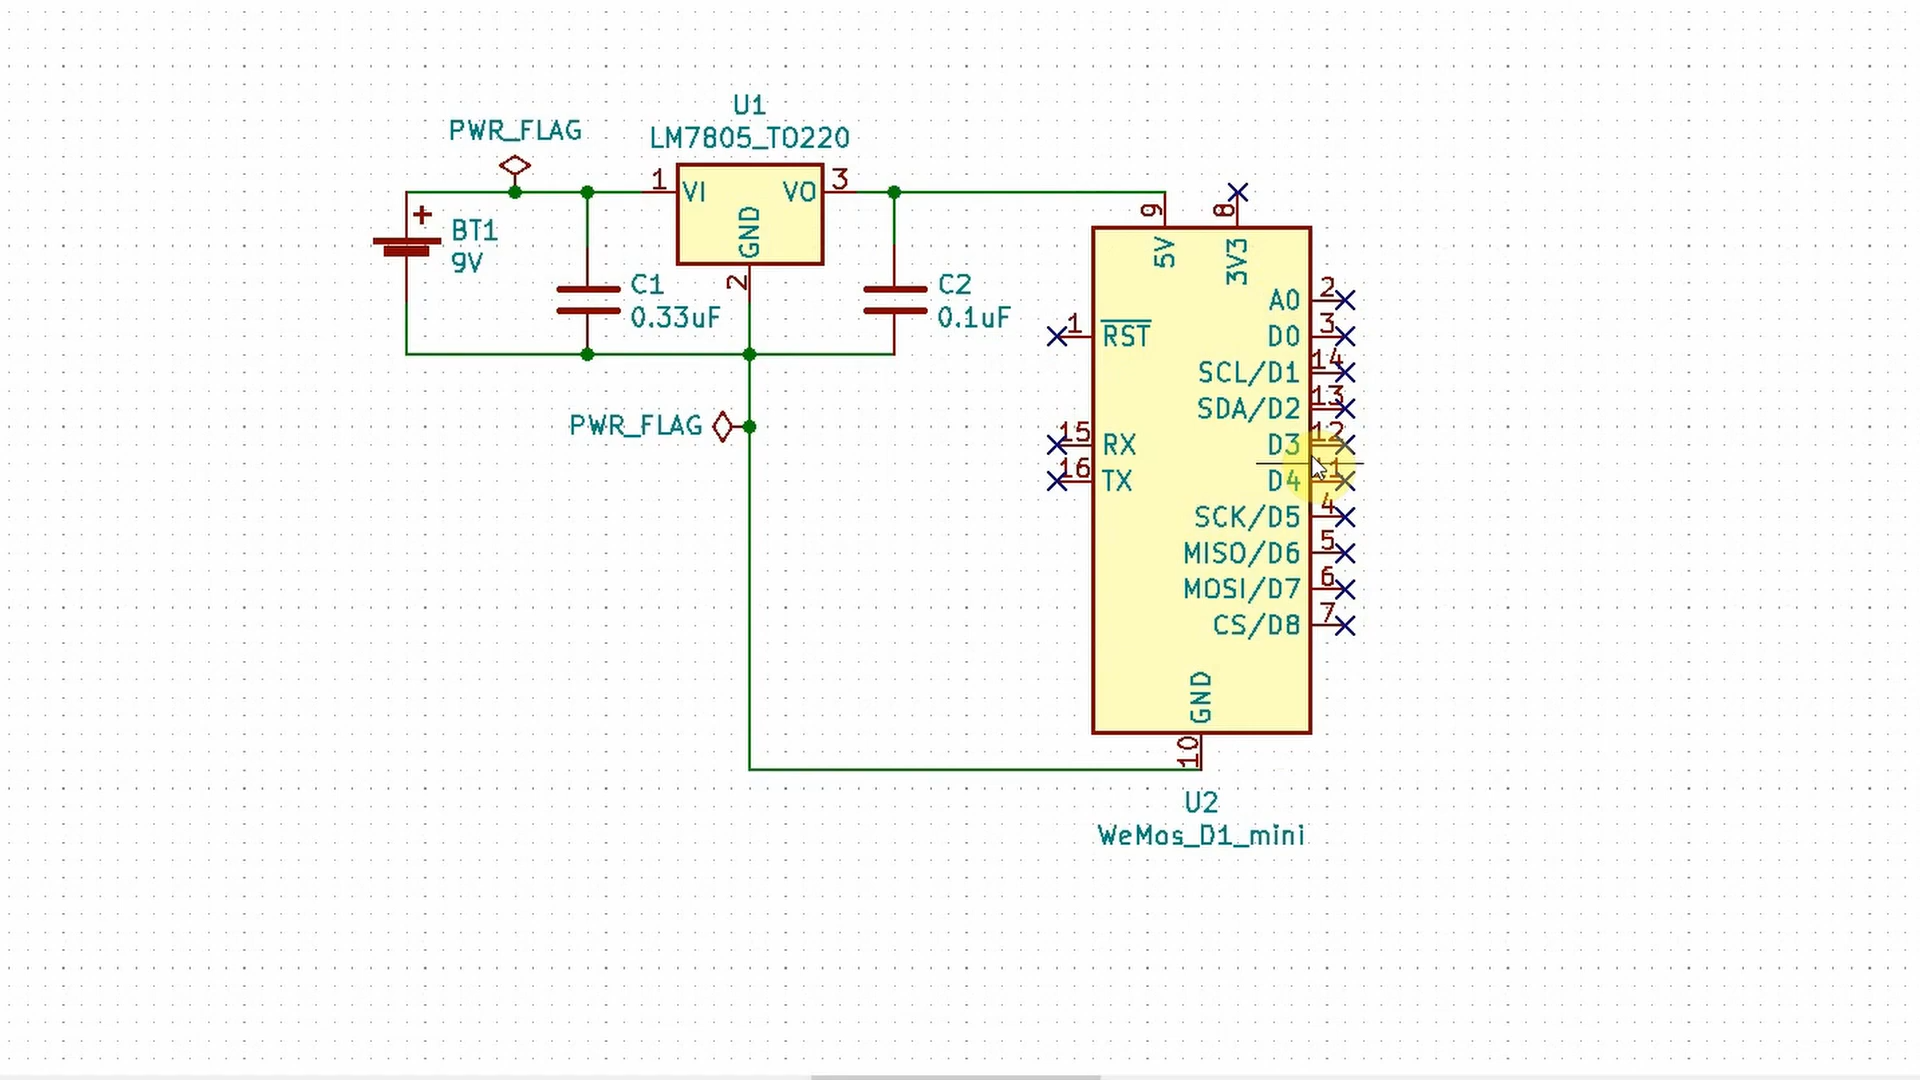 U1
LM7805_TO220
PWR_FLAG
1
VI
VO
3
GND
2
+
BT1
9V
C1
0.33uF
C2
0.1uF
PWR_FLAG
9
8
5V
3V3
1
RST
15
RX
16
TX
A0
2
D0
3
SCL/D1
14
SDA/D2
13
D3
12
D4
11
SCK/D5
4
MISO/D6
5
MOSI/D7
6
CS/D8
7
GND
10
U2
WeMos_D1_mini